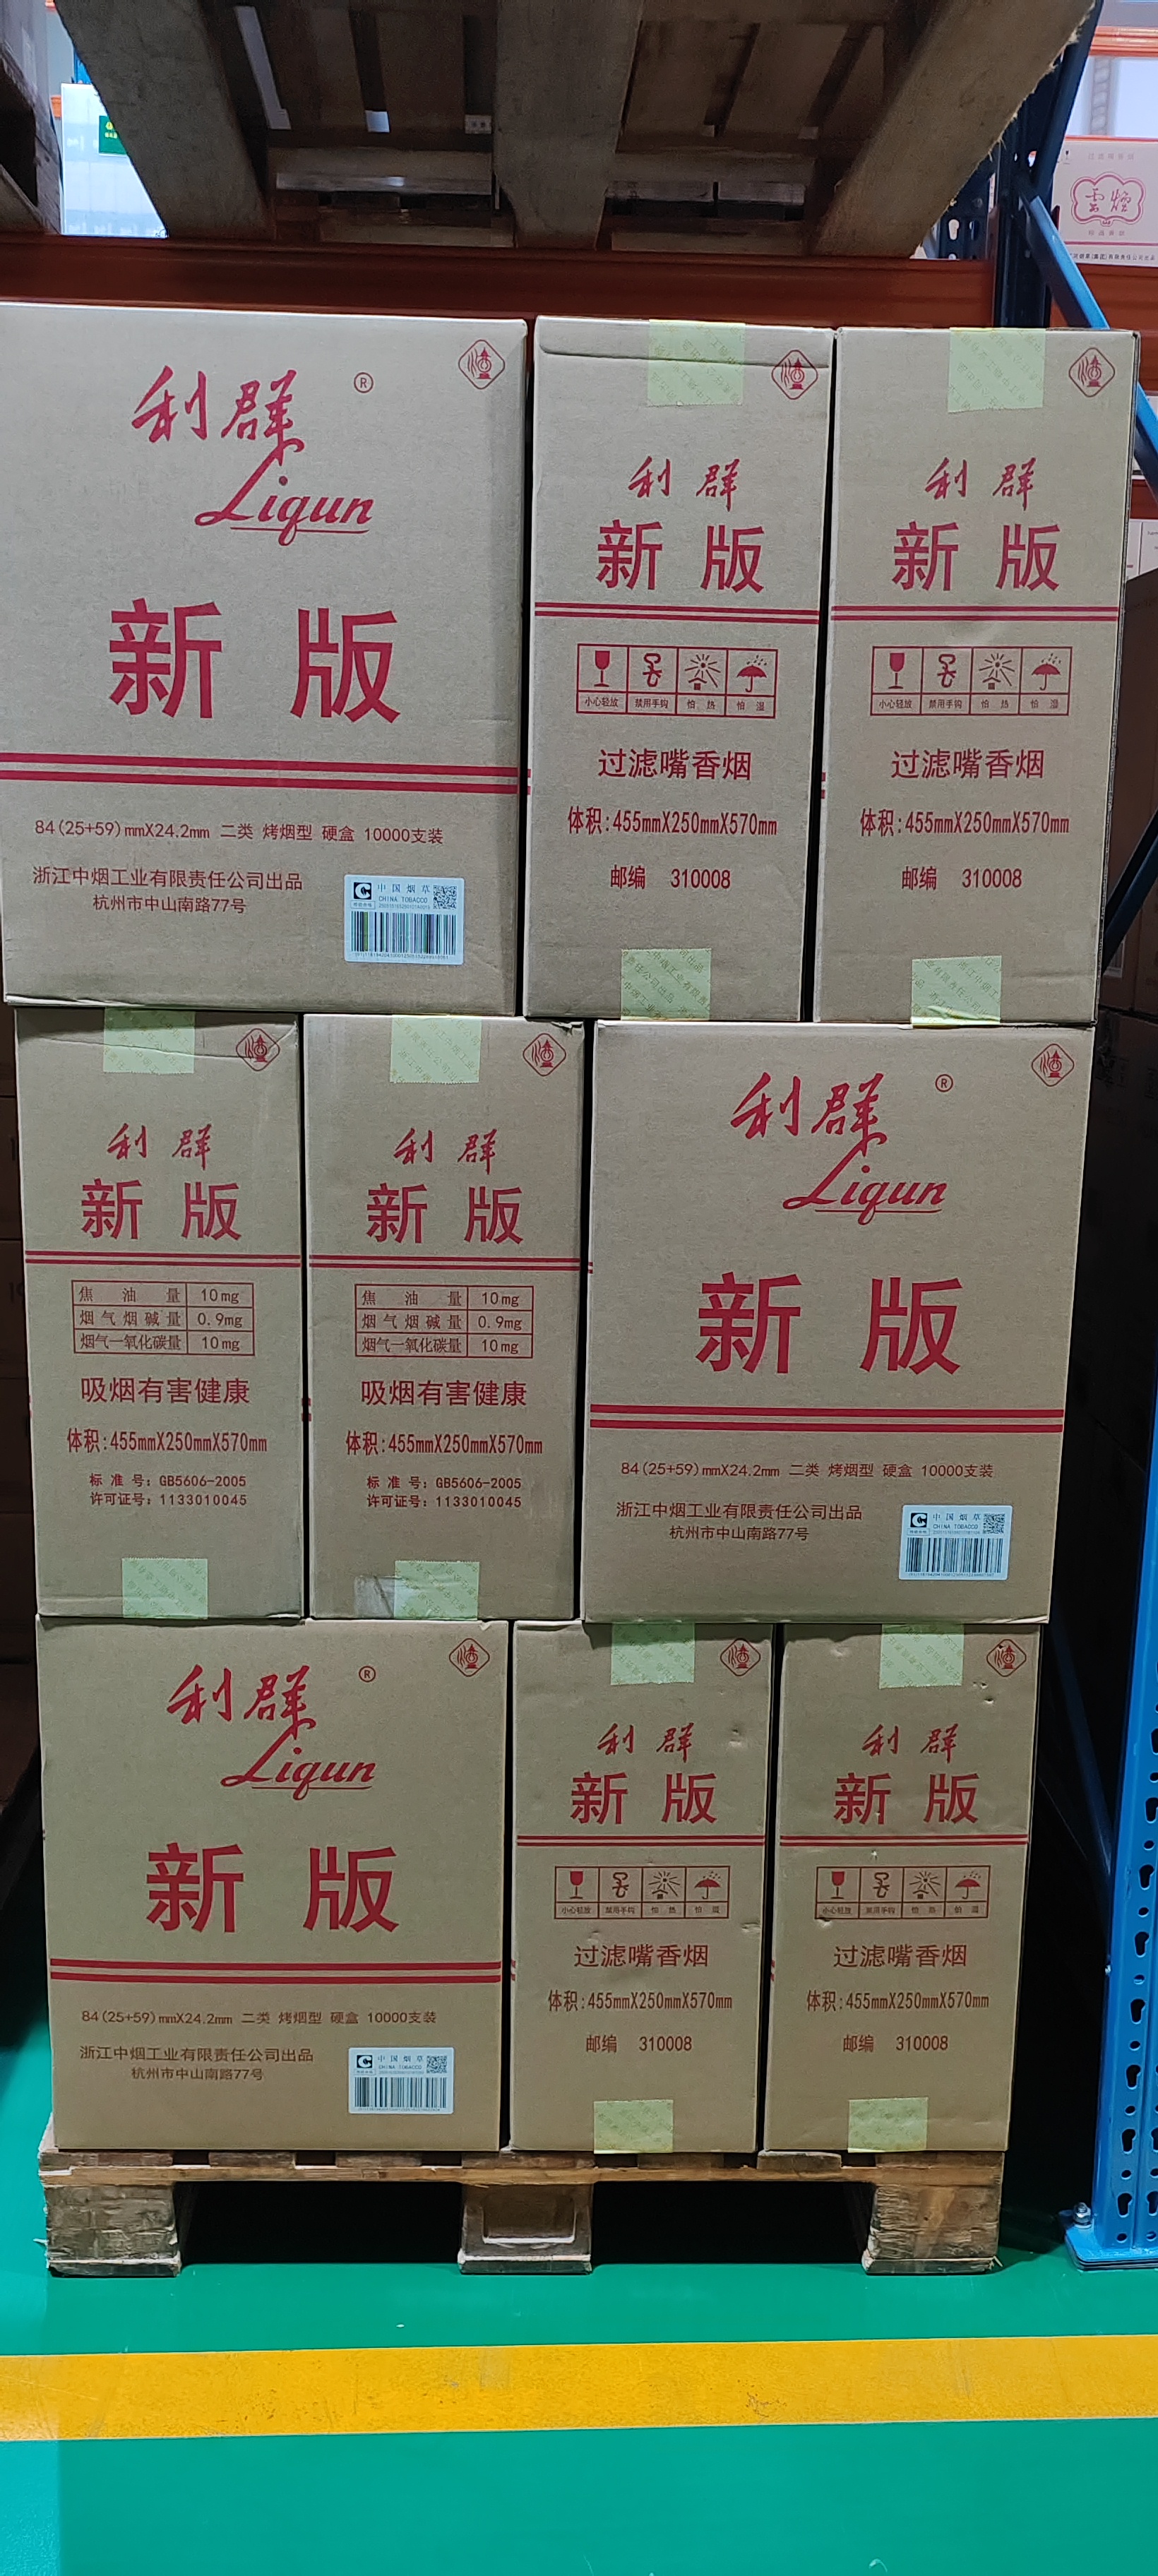 雲煙
利群
®
Liqun
新版
84(25+59)mmX24.2mm 二类 烤烟型 硬盒 10000支装
浙江中烟工业有限责任公司出品
杭州市中山南路77号
中国烟草
CHINA TOBACCO
利群
新版
小心轻放 禁用手钩 怕热 怕湿
过滤嘴香烟
体积:455mmX250mmX570mm
邮编 310008
利群
新版
小心轻放 禁用手钩 怕热 怕湿
过滤嘴香烟
体积:455mmX250mmX570mm
邮编 310008
利群
新版
焦油量 10mg
烟气烟碱量 0.9mg
烟气一氧化碳量 10mg
吸烟有害健康
体积:455mmX250mmX570mm
标准号: GB5606-2005
许可证号: 1133010045
利群
新版
焦油量 10mg
烟气烟碱量 0.9mg
烟气一氧化碳量 10mg
吸烟有害健康
体积:455mmX250mmX570mm
标准号: GB5606-2005
许可证号: 1133010045
利群
®
Liqun
新版
84(25+59)mmX24.2mm 二类 烤烟型 硬盒 10000支装
浙江中烟工业有限责任公司出品
杭州市中山南路77号
中国烟草
CHINA TOBACCO
利群
®
Liqun
新版
84(25+59)mmX24.2mm 二类 烤烟型 硬盒 10000支装
浙江中烟工业有限责任公司出品
杭州市中山南路77号
中国烟草
CHINA TOBACCO
利群
新版
小心轻放 禁用手钩 怕热 怕湿
过滤嘴香烟
体积:455mmX250mmX570mm
邮编 310008
利群
新版
小心轻放 禁用手钩 怕热 怕湿
过滤嘴香烟
体积:455mmX250mmX570mm
邮编 310008